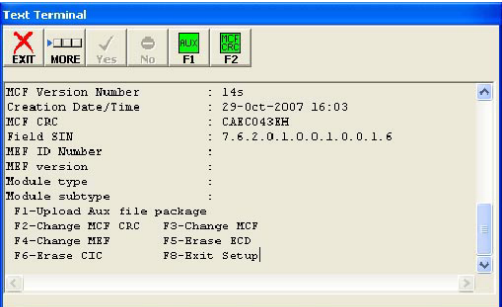 Text Terminal
AUX MCF CRC
EXIT MORE Yes No F1 F2
MCF Version Number : 14s
Creation Date/Time : 29-Oct-2007 16:03
MCF CRC : CAEC043EH
Field SIN : 7.6.2.0.1.0.0.1.0.0.1.6
MEF ID Number :
MEF version :
Module type :
Module subtype :
F1-Upload Aux file package
F2-Change MCF CRC F3-Change MCF
F4-Change MEF F5-Erase ECD
F6-Erase CIC F8-Exit Setup